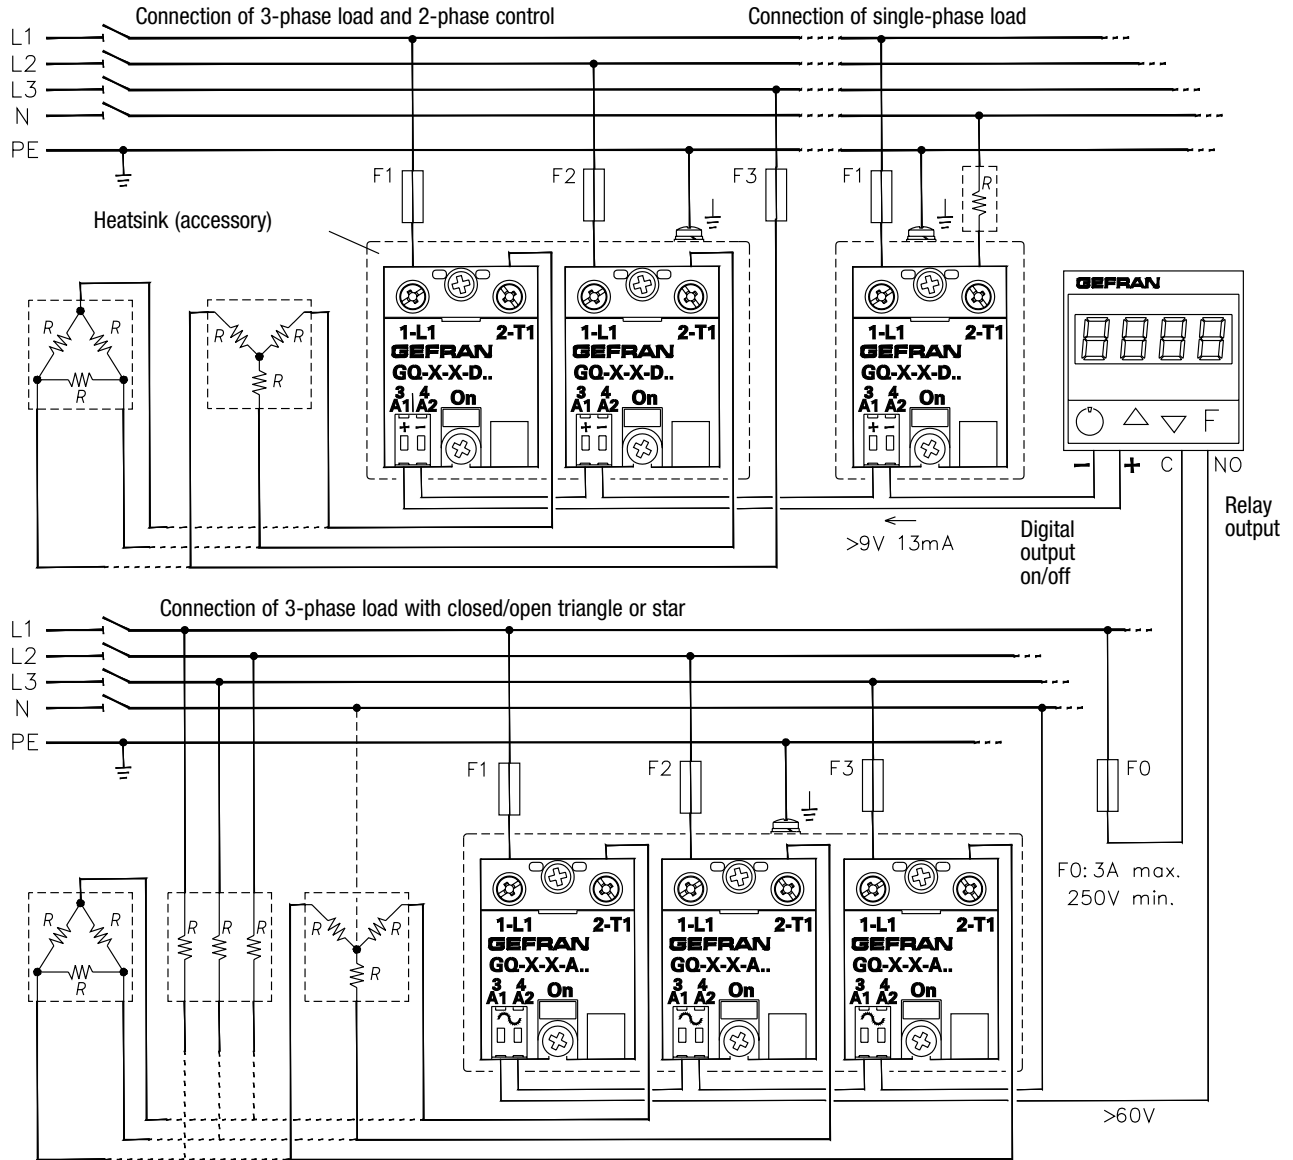 Connection of 3-phase load and 2-phase control
Connection of single-phase load
L1
L2
L3
N
PE
F1
F2
F3
F1
R
Heatsink (accessory)
R R
R
R R
R
1-L1 2-T1
GEFRAN
GQ-X-X-D..
3 4
A1 A2 On
+ −
1-L1 2-T1
GEFRAN
GQ-X-X-D..
3 4
A1 A2 On
+ −
1-L1 2-T1
GEFRAN
GQ-X-X-D..
3 4
A1 A2 On
+ −
GEFRAN
8888
F
− + C NO
>9V 13mA
Digital
output
on/off
Relay
output
Connection of 3-phase load with closed/open triangle or star
L1
L2
L3
N
PE
F1
F2
F3
F0
F0: 3A max.
250V min.
R R
R
R R R
R R
R
1-L1 2-T1
GEFRAN
GQ-X-X-A..
3 4
A1 A2 On
1-L1 2-T1
GEFRAN
GQ-X-X-A..
3 4
A1 A2 On
1-L1 2-T1
GEFRAN
GQ-X-X-A..
3 4
A1 A2 On
>60V